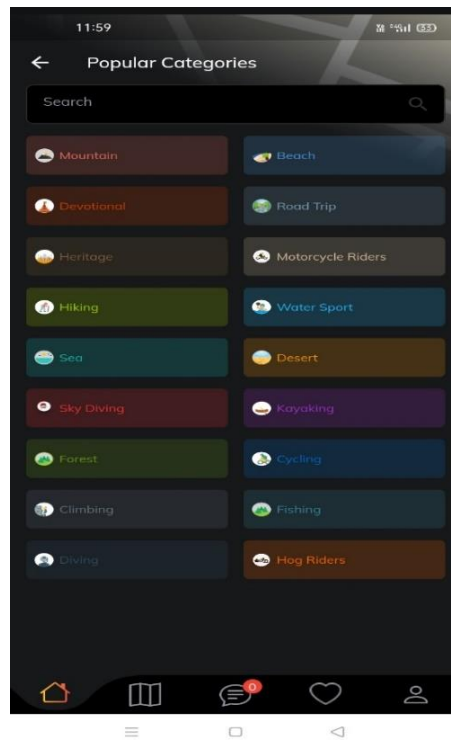 11:59
Popular Categories
Search
Mountain
Beach
Devotional
Road Trip
Heritage
Motorcycle Riders
Hiking
Water Sport
Sea
Desert
Sky Diving
Kayaking
Forest
Cycling
Climbing
Fishing
Diving
Hog Riders
0